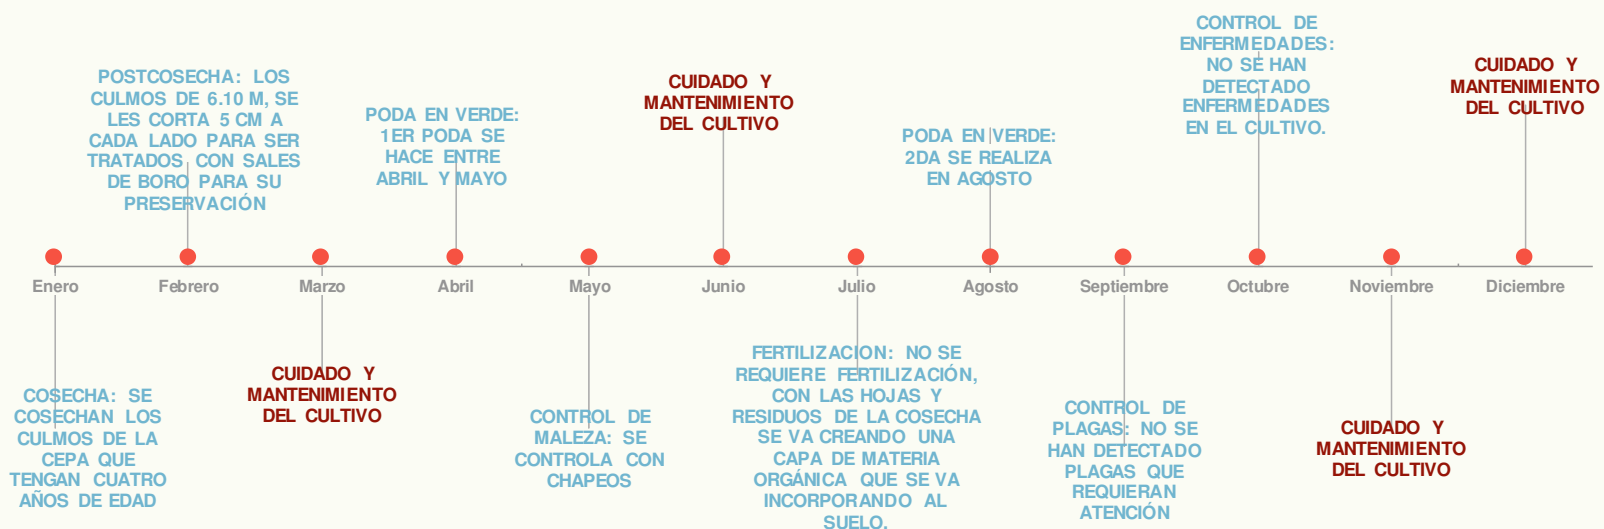 CONTROL DE
ENFERMEDADES:
NO SE HAN
DETECTADO
ENFERMEDADES
EN EL CULTIVO.
CUIDADO Y
MANTENIMIENTO
DEL CULTIVO
POSTCOSECHA: LOS
CULMOS DE 6.10 M, SE
LES CORTA 5 CM A
CADA LADO PARA SER
TRATADOS CON SALES
DE BORO PARA SU
PRESERVACIÓN
PODA EN VERDE:
1ER PODA SE
HACE ENTRE
ABRIL Y MAYO
CUIDADO Y
MANTENIMIENTO
DEL CULTIVO
PODA EN VERDE:
2DA SE REALIZA
EN AGOSTO
Enero Febrero Marzo Abril Mayo Junio Julio Agosto Septiembre Octubre Noviembre Diciembre
COSECHA: SE
COSECHAN LOS
CULMOS DE LA
CEPA QUE
TENGAN CUATRO
AÑOS DE EDAD
CUIDADO Y
MANTENIMIENTO
DEL CULTIVO
CONTROL DE
MALEZA: SE
CONTROLA CON
CHAPEOS
FERTILIZACION: NO SE
REQUIERE FERTILIZACIÓN,
CON LAS HOJAS Y
RESIDUOS DE LA COSECHA
SE VA CREANDO UNA
CAPA DE MATERIA
ORGÁNICA QUE SE VA
INCORPORANDO AL
SUELO.
CONTROL DE
PLAGAS: NO SE
HAN DETECTADO
PLAGAS QUE
REQUIERAN
ATENCIÓN
CUIDADO Y
MANTENIMIENTO
DEL CULTIVO